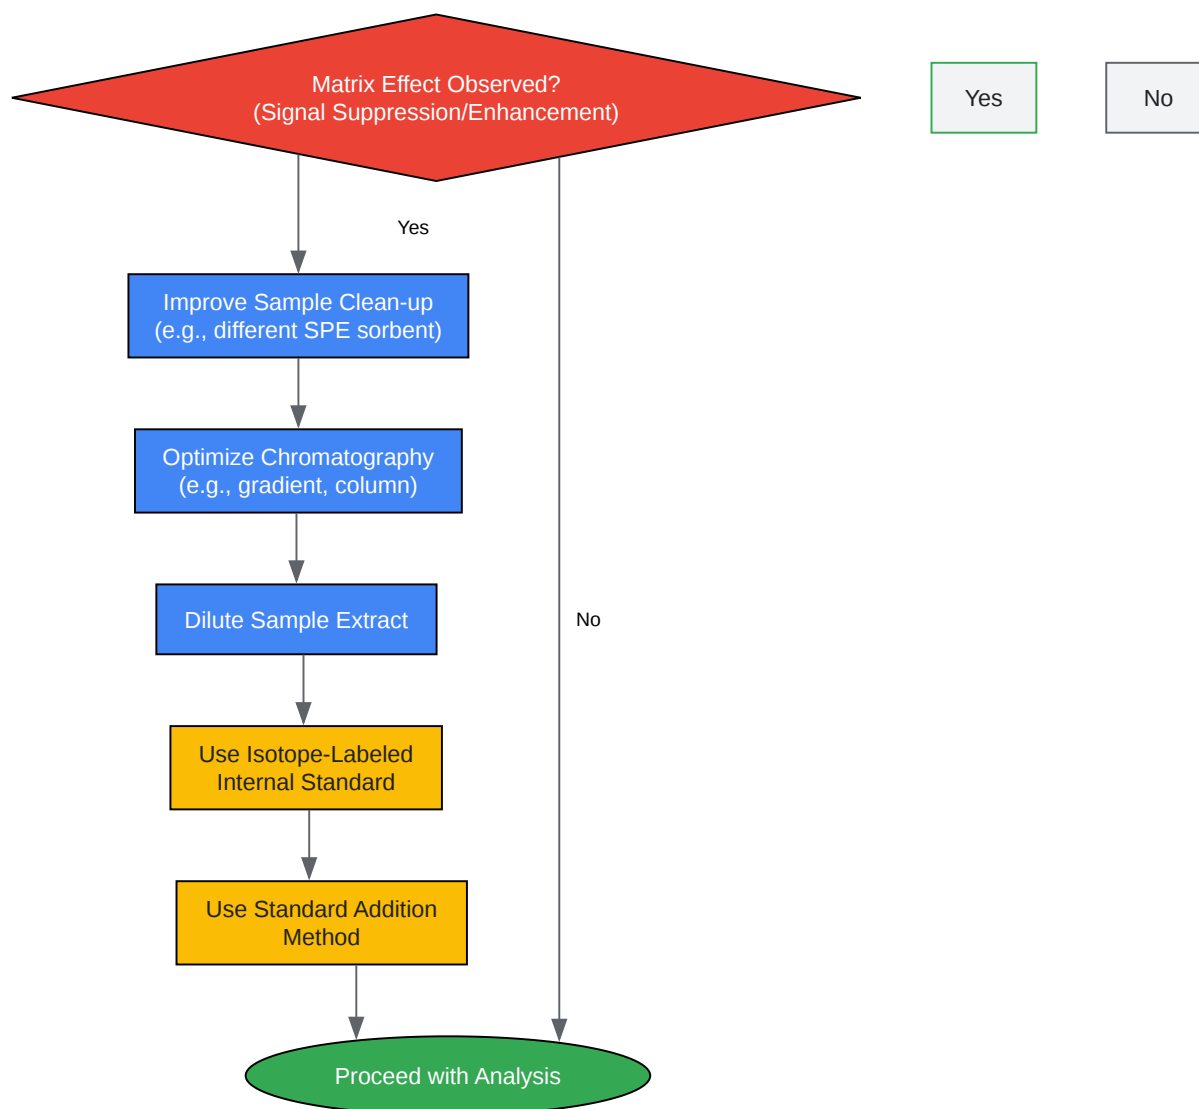 Matrix Effect Observed?
(Signal Suppression/Enhancement)
Yes
No
Yes
Improve Sample Clean-up
(e.g., different SPE sorbent)
Optimize Chromatography
(e.g., gradient, column)
Dilute Sample Extract
No
Use Isotope-Labeled
Internal Standard
Use Standard Addition
Method
Proceed with Analysis